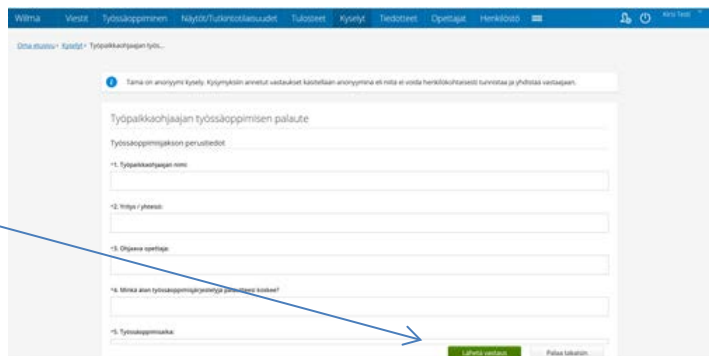 Wilma Viestit Työssäoppiminen Näytöt/Tutkintotilaisuudet Tulosteet Kyselyt Tiedotteet Opettajat Henkilöstö
Oma etusivu › Kyselyt › Työpaikkaohjaajan työs...
Tämä on anonyymi kysely. Kysymyksiin annetut vastaukset käsitellään anonyyminä eli niitä ei voida henkilökohtaisesti tunnistaa ja yhdistää vastaajaan.
Työpaikkaohjaajan työssäoppimisen palaute
Työssäoppimisjakson perustiedot
*1. Työpaikkaohjaajan nimi:
*2. Yritys / yhteisö:
*3. Ohjaava opettaja:
*4. Minkä alan työssäoppimisjärjestelyjä palautteesi koskee?
*5. Työssäoppimisaika:
Lähetä vastaus Palaa takaisin